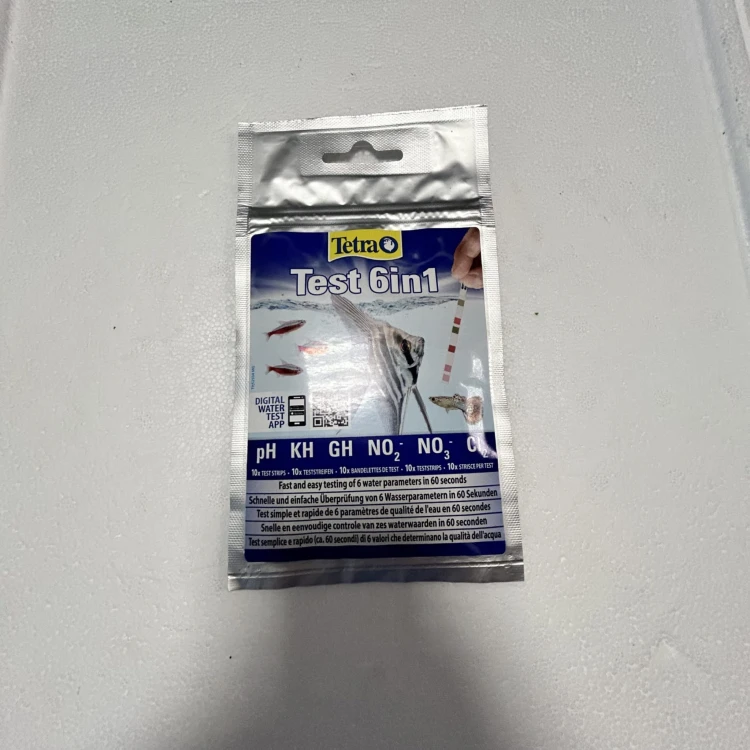 Tetra
Test 6in1
DIGITAL
WATER
TEST
APP
pH KH GH NO₂⁻ NO₃⁻ Cl₂
10x TEST STRIPS • 10x TESTSTREIFEN • 10x BANDELETTES DE TEST • 10x TESTSTRIPS • 10x STRISCE PER TEST
Fast and easy testing of 6 water parameters in 60 seconds
Schnelle und einfache Überprüfung von 6 Wasserparametern in 60 Sekunden
Test simple et rapide de 6 paramètres de qualité de l'eau en 60 secondes
Snelle en eenvoudige controle van zes waterwaarden in 60 seconden
Test semplice e rapido (ca. 60 secondi) di 6 valori che determinano la qualità dell'acqua